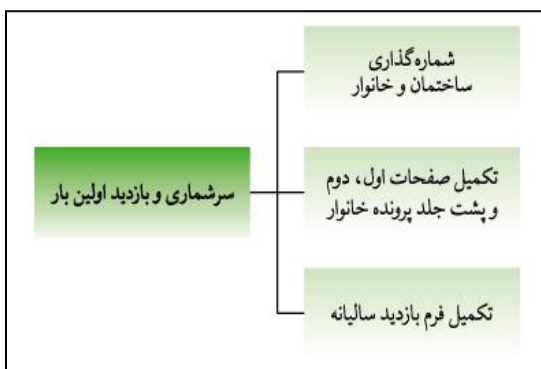 شماره‌گذاری
ساختمان و خانوار
سرشماری و بازدید اولین بار
تکمیل صفحات اول، دوم
و پشت جلد پرونده خانوار
تکمیل فرم بازدید سالیانه